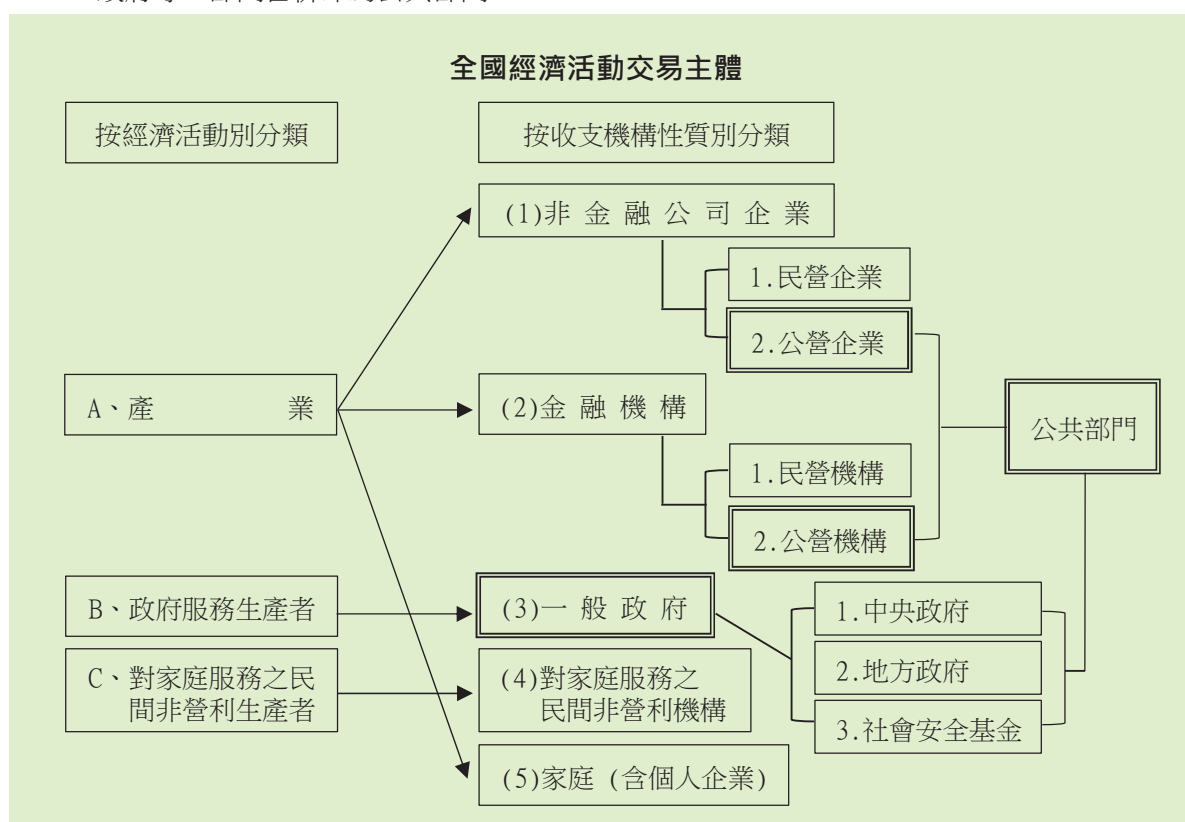 全國經濟活動交易主體
按經濟活動別分類
按收支機構性質別分類
(1)非金融公司企業
1.民營企業
2.公營企業
A、產 業
(2)金融機構
公共部門
1.民營機構
2.公營機構
B、政府服務生產者
(3)一般政府
1.中央政府
2.地方政府
3.社會安全基金
C、對家庭服務之民
間非營利生產者
(4)對家庭服務之
民間非營利機構
(5)家庭 (含個人企業)